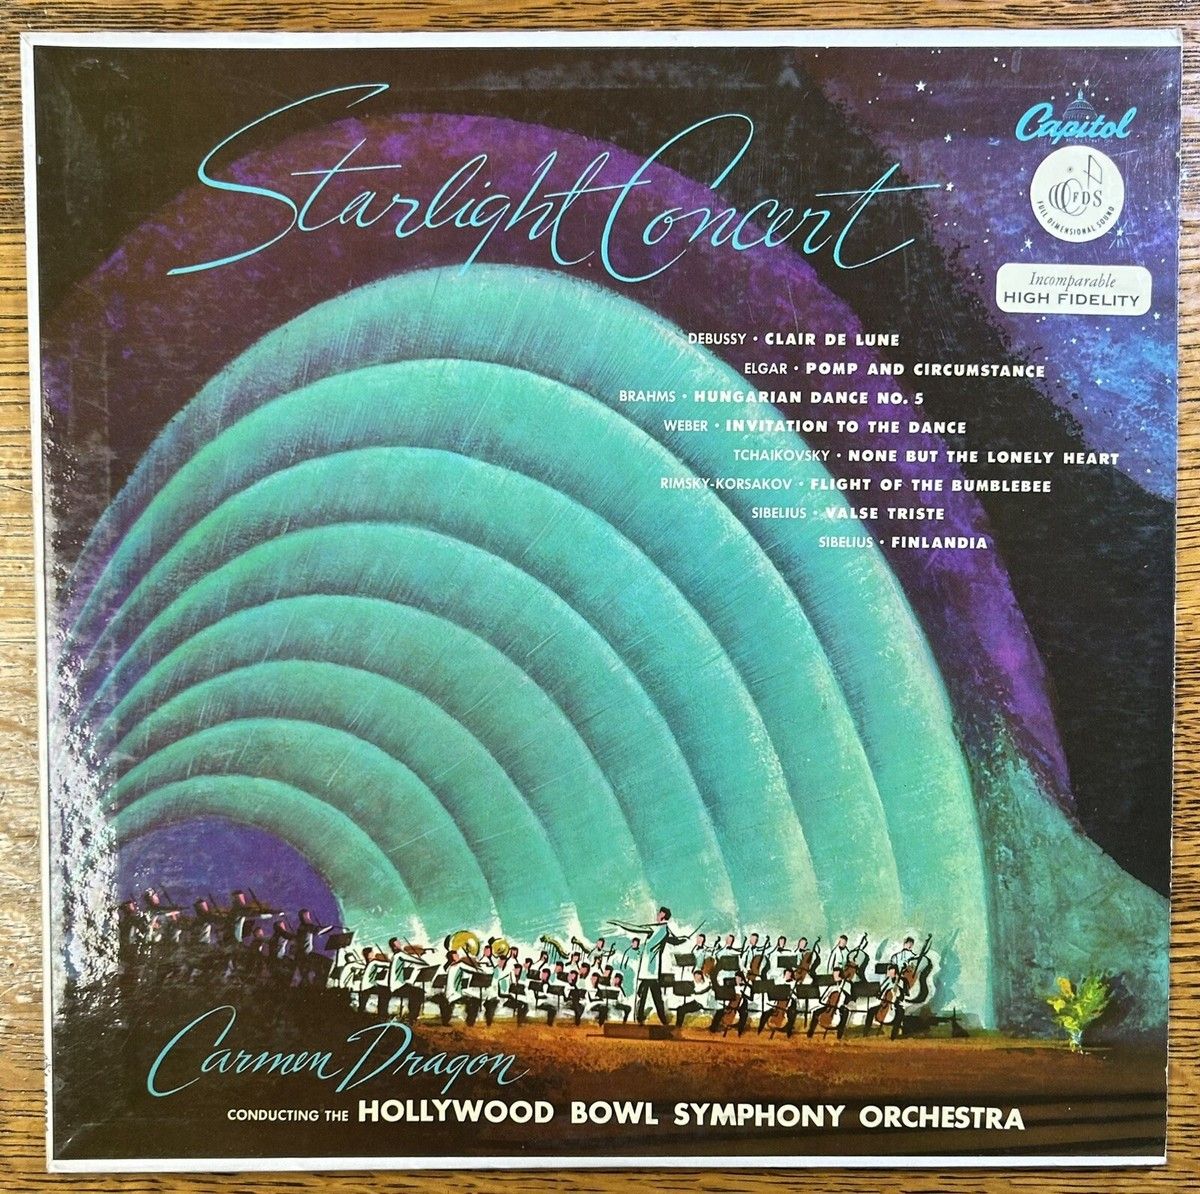 Starlight Concert
Capitol
FDS
FULL DIMENSIONAL SOUND
Incomparable
HIGH FIDELITY
DEBUSSY • CLAIR DE LUNE
ELGAR • POMP AND CIRCUMSTANCE
BRAHMS • HUNGARIAN DANCE NO. 5
WEBER • INVITATION TO THE DANCE
TCHAIKOVSKY • NONE BUT THE LONELY HEART
RIMSKY-KORSAKOV • FLIGHT OF THE BUMBLEBEE
SIBELIUS • VALSE TRISTE
SIBELIUS • FINLANDIA
Carmen Dragon
CONDUCTING THE HOLLYWOOD BOWL SYMPHONY ORCHESTRA